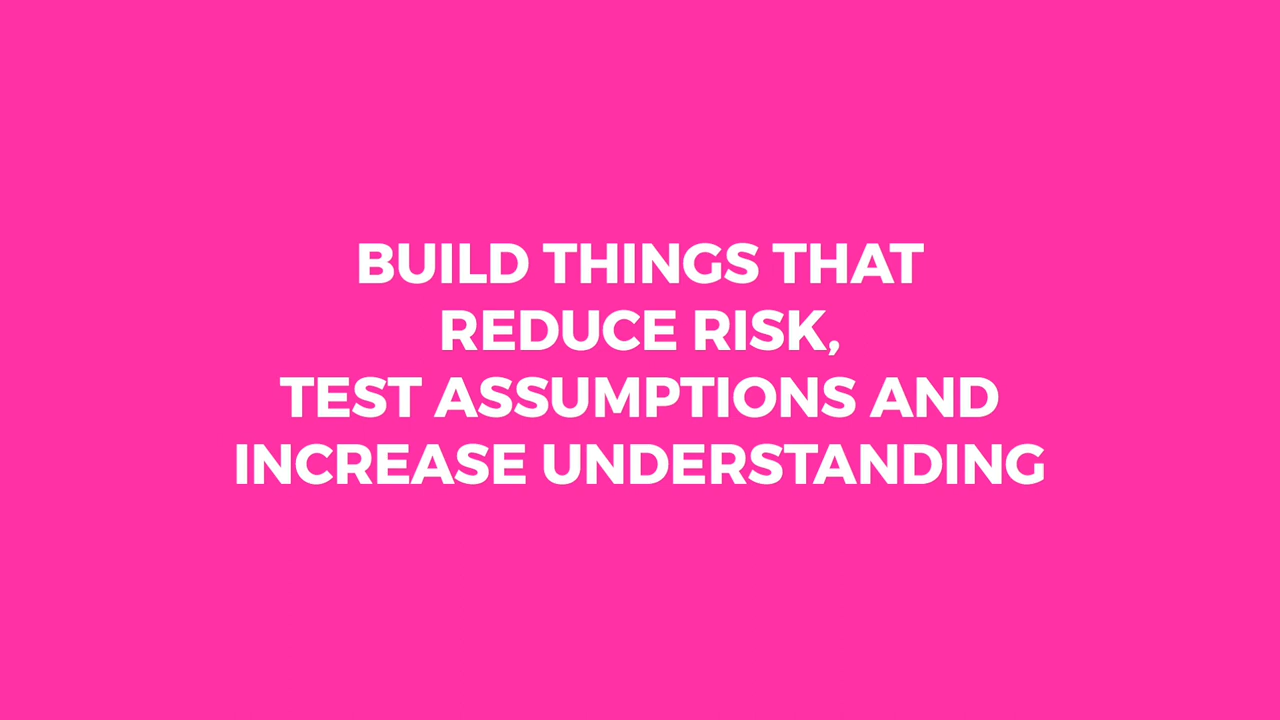 BUILD THINGS THAT
REDUCE RISK,
TEST ASSUMPTIONS AND
INCREASE UNDERSTANDING